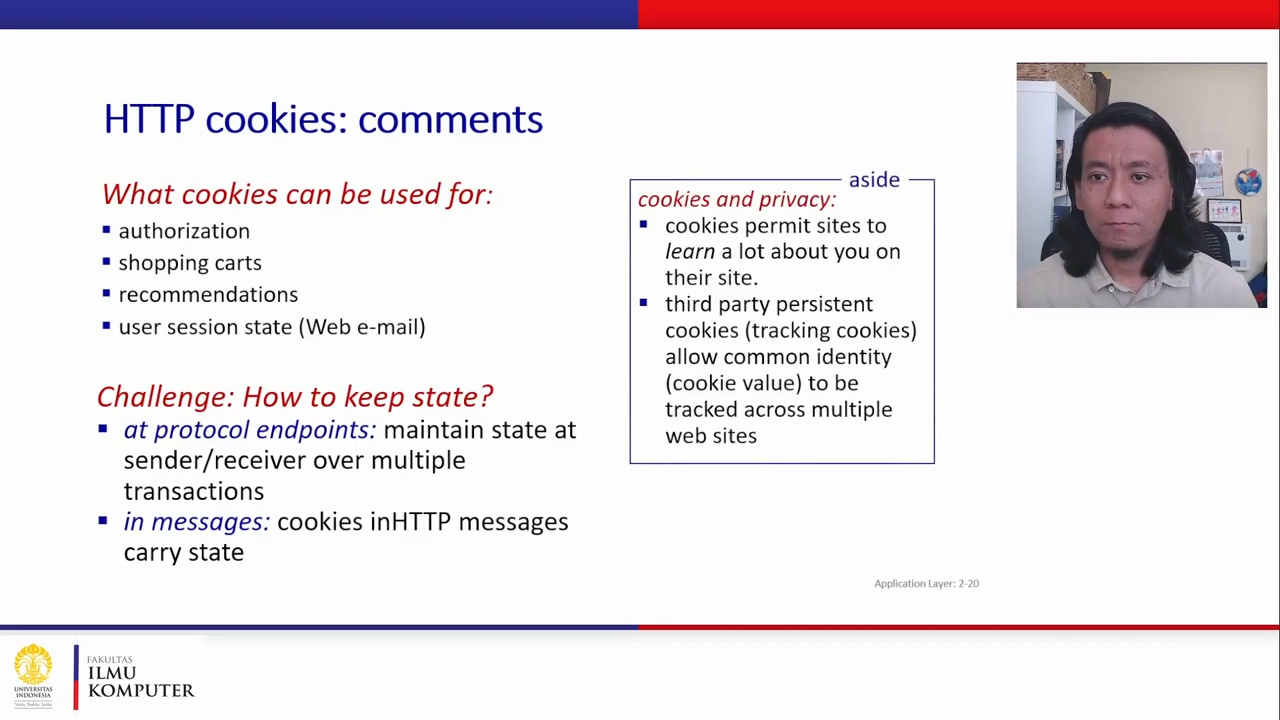 HTTP cookies: comments
What cookies can be used for:
▪ authorization
▪ shopping carts
▪ recommendations
▪ user session state (Web e-mail)
Challenge: How to keep state?
▪ at protocol endpoints: maintain state at
sender/receiver over multiple
transactions
▪ in messages: cookies inHTTP messages
carry state
aside
cookies and privacy:
▪ cookies permit sites to
learn a lot about you on
their site.
▪ third party persistent
cookies (tracking cookies)
allow common identity
(cookie value) to be
tracked across multiple
web sites
Application Layer: 2-20
UNIVERSITAS
INDONESIA
FAKULTAS
ILMU
KOMPUTER